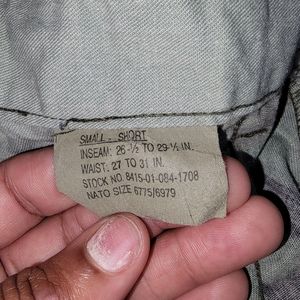 SMALL - SHORT
INSEAM: 26-½ TO 29-½ IN.
WAIST: 27 TO 31 IN.
STOCK NO. 8415-01-084-1708
NATO SIZE 6775/6979